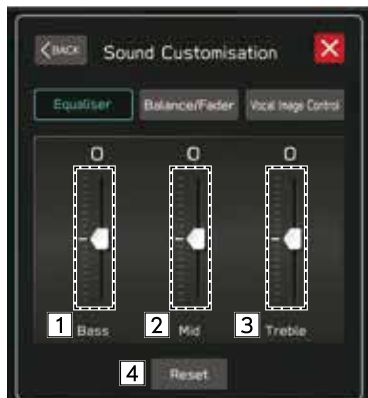 BACK Sound Customisation
Equaliser Balance/Fader Vocal Image Control
0 0 0
1 Bass 2 Mid 3 Treble
4 Reset